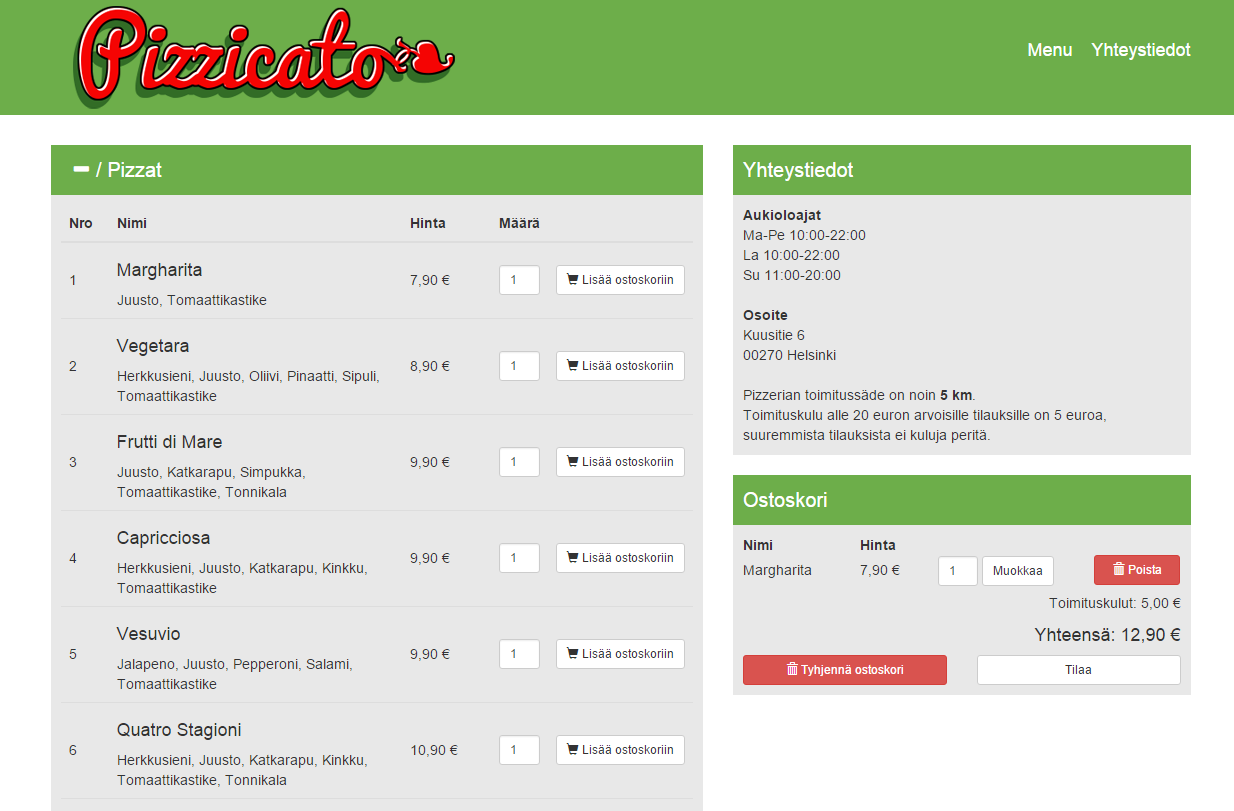 Pizzicato
Menu Yhteystiedot
/ Pizzat
Nro Nimi Hinta Määrä
1 Margharita 7,90 € 1 Lisää ostoskoriin
Juusto, Tomaattikastike
2 Vegetara 8,90 € 1 Lisää ostoskoriin
Herkkusieni, Juusto, Oliivi, Pinaatti, Sipuli,
Tomaattikastike
3 Frutti di Mare 9,90 € 1 Lisää ostoskoriin
Juusto, Katkarapu, Simpukka,
Tomaattikastike, Tonnikala
4 Capricciosa 9,90 € 1 Lisää ostoskoriin
Herkkusieni, Juusto, Katkarapu, Kinkku,
Tomaattikastike
5 Vesuvio 9,90 € 1 Lisää ostoskoriin
Jalapeno, Juusto, Pepperoni, Salami,
Tomaattikastike
6 Quatro Stagioni 10,90 € 1 Lisää ostoskoriin
Herkkusieni, Juusto, Katkarapu, Kinkku,
Tomaattikastike, Tonnikala
Yhteystiedot
Aukioloajat
Ma-Pe 10:00-22:00
La 10:00-22:00
Su 11:00-20:00
Osoite
Kuusitie 6
00270 Helsinki
Pizzerian toimitussäde on noin 5 km.
Toimituskulu alle 20 euron arvoisille tilauksille on 5 euroa,
suuremmista tilauksista ei kuluja peritä.
Ostoskori
Nimi Hinta
Margharita 7,90 € 1 Muokkaa Poista
Toimituskulut: 5,00 €
Yhteensä: 12,90 €
Tyhjennä ostoskori Tilaa